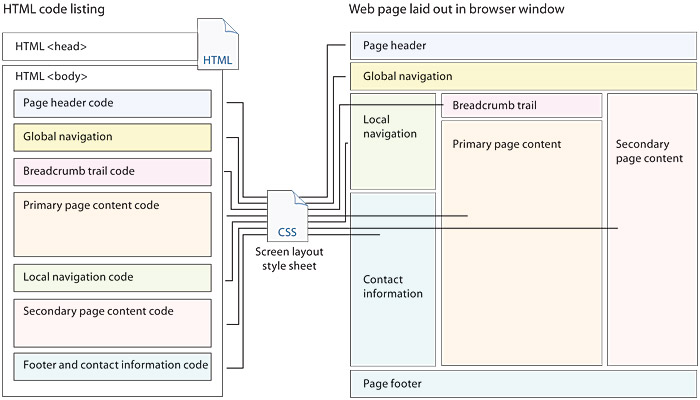 HTML code listing
HTML
HTML <head>
HTML <body>
Page header code
Global navigation
Breadcrumb trail code
Primary page content code
Local navigation code
Secondary page content code
Footer and contact information code
CSS
Screen layout
style sheet
Web page laid out in browser window
Page header
Global navigation
Local
navigation
Breadcrumb trail
Primary page content
Secondary
page content
Contact
information
Page footer